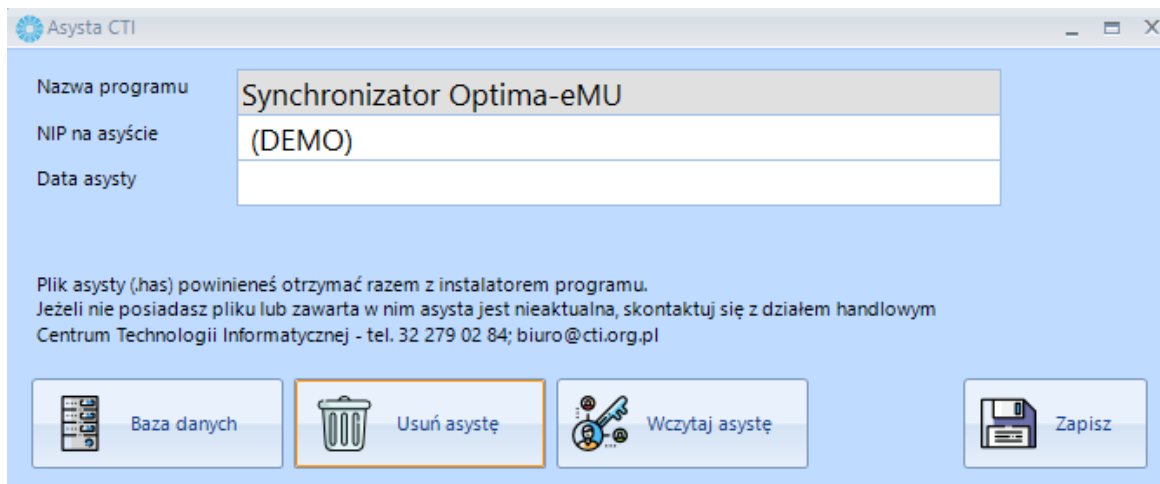 Asysta CTI
Nazwa programu
Synchronizator Optima-eMU
NIP na asyście
(DEMO)
Data asysty
Plik asysty (.has) powinieneś otrzymać razem z instalatorem programu.
Jeżeli nie posiadasz pliku lub zawarta w nim asysta jest nieaktualna, skontaktuj się z działem handlowym
Centrum Technologii Informatycznej - tel. 32 279 02 84; biuro@cti.org.pl
Baza danych
Usuń asystę
Wczytaj asystę
Zapisz